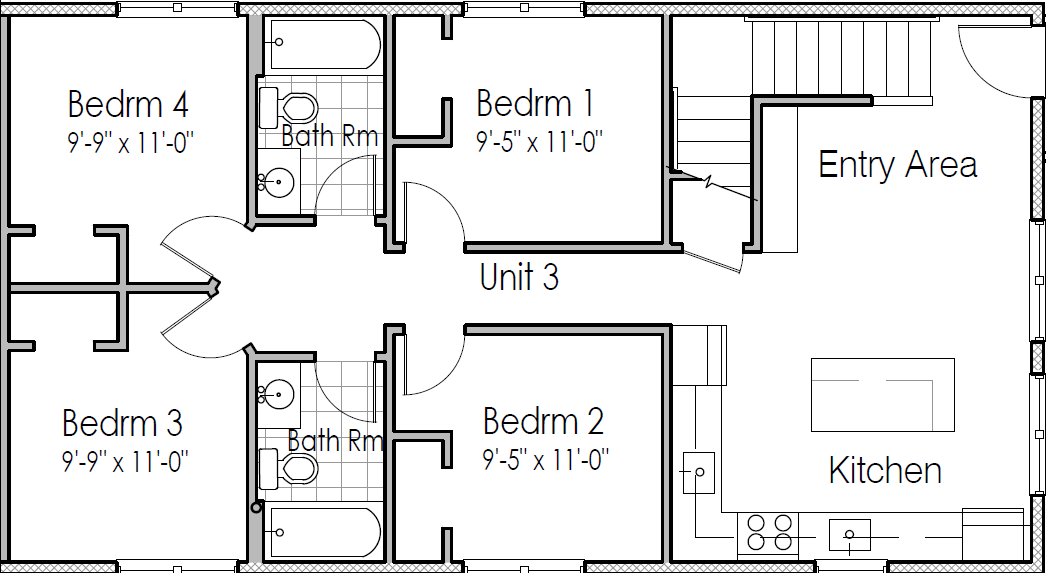 Bedrm 4
9'-9" x 11'-0"
Bath Rm
Bedrm 1
9'-5" x 11'-0"
Entry Area
Unit 3
Bedrm 3
9'-9" x 11'-0"
Bath Rm
Bedrm 2
9'-5" x 11'-0"
Kitchen